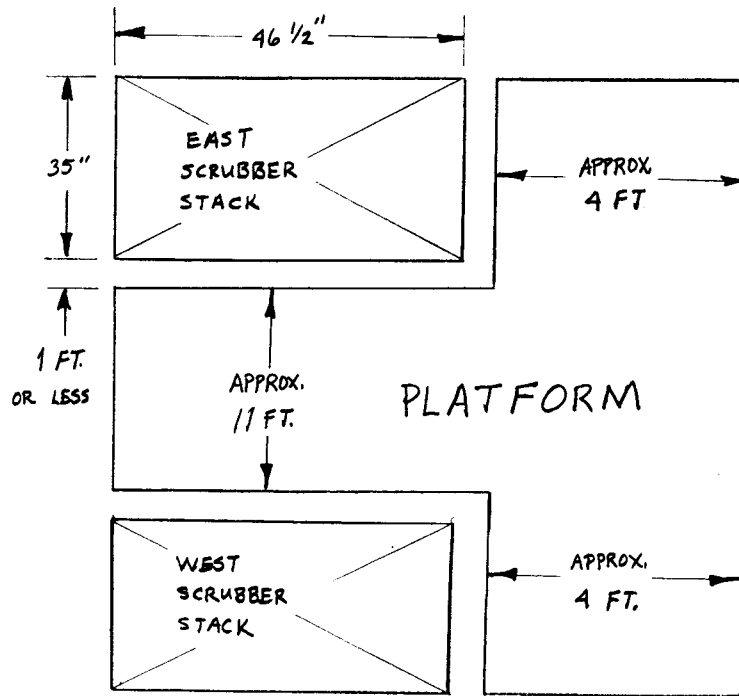 46 1/2"
EAST
SCRUBBER
STACK
35"
APPROX.
4 FT
1 FT.
OR LESS
APPROX.
11 FT.
PLATFORM
WEST
SCRUBBER
STACK
APPROX.
4 FT.